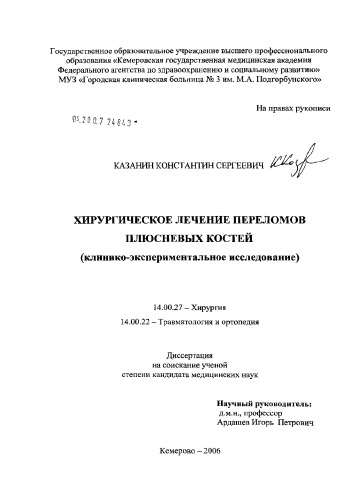 Государственное образовательное учреждение высшего профессионального
образования «Кемеровская государственная медицинская академия
Федерального агентства по здравоохранению и социальному развитию»
МУЗ «Городская клиническая больница № 3 им. М.А. Подгорбунского»
На правах рукописи
05.2007 24843
КАЗАНИН КОНСТАНТИН СЕРГЕЕВИЧ
ХИРУРГИЧЕСКОЕ ЛЕЧЕНИЕ ПЕРЕЛОМОВ
ПЛЮСНЕВЫХ КОСТЕЙ
(клинико-экспериментальное исследование)
14.00.27 – Хирургия
14.00.22 – Травматология и ортопедия
Диссертация
на соискание ученой
степени кандидата медицинских наук
Научный руководитель:
д.м.н., профессор
Ардашев Игорь Петрович
Кемерово – 2006